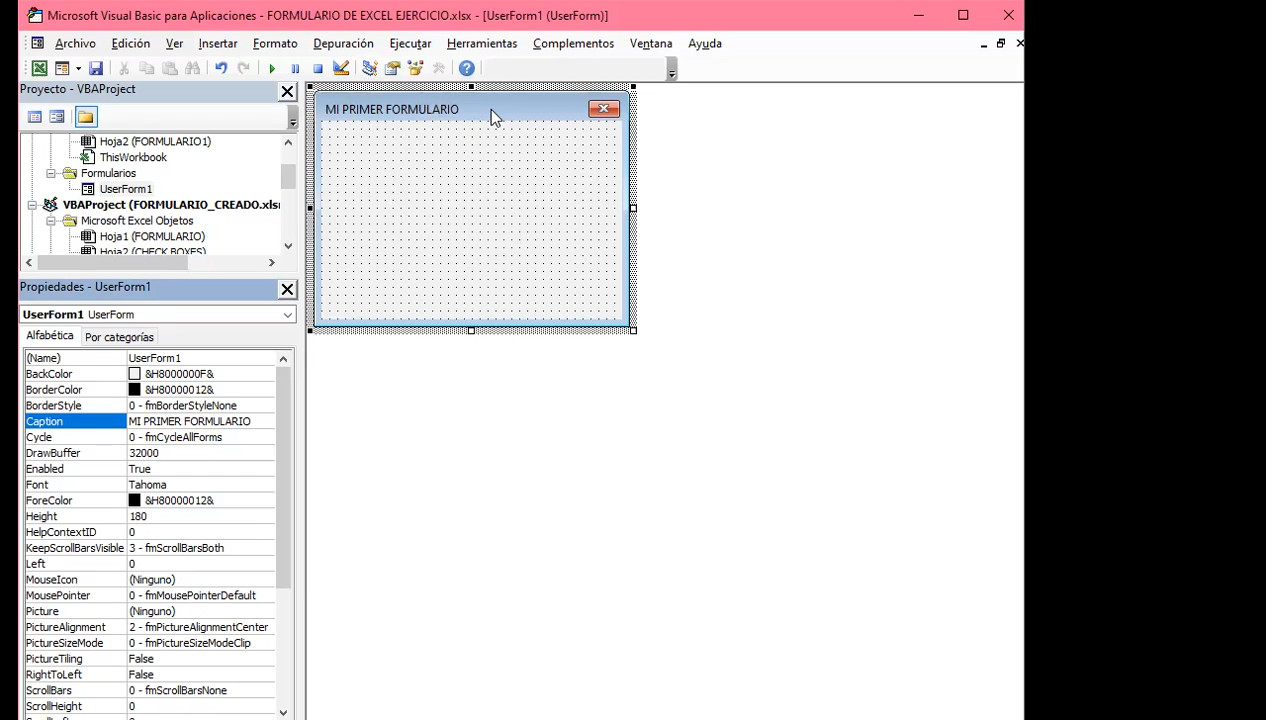 Microsoft Visual Basic para Aplicaciones - FORMULARIO DE EXCEL EJERCICIO.xlsx - [UserForm1 (UserForm)]
Archivo Edición Ver Insertar Formato Depuración Ejecutar Herramientas Complementos Ventana Ayuda
Proyecto - VBAProject
Hoja2 (FORMULARIO1)
ThisWorkbook
Formularios
UserForm1
VBAProject (FORMULARIO_CREADO.xls
Microsoft Excel Objetos
Hoja1 (FORMULARIO)
Hoja2 (CHECK BOXES)
Propiedades - UserForm1
UserForm1 UserForm
Alfabética Por categorías
(Name) UserForm1
BackColor &H8000000F&
BorderColor &H80000012&
BorderStyle 0 - fmBorderStyleNone
Caption MI PRIMER FORMULARIO
Cycle 0 - fmCycleAllForms
DrawBuffer 32000
Enabled True
Font Tahoma
ForeColor &H80000012&
Height 180
HelpContextID 0
KeepScrollBarsVisible 3 - fmScrollBarsBoth
Left 0
MouseIcon (Ninguno)
MousePointer 0 - fmMousePointerDefault
Picture (Ninguno)
PictureAlignment 2 - fmPictureAlignmentCenter
PictureSizeMode 0 - fmPictureSizeModeClip
PictureTiling False
RightToLeft False
ScrollBars 0 - fmScrollBarsNone
ScrollHeight 0
MI PRIMER FORMULARIO